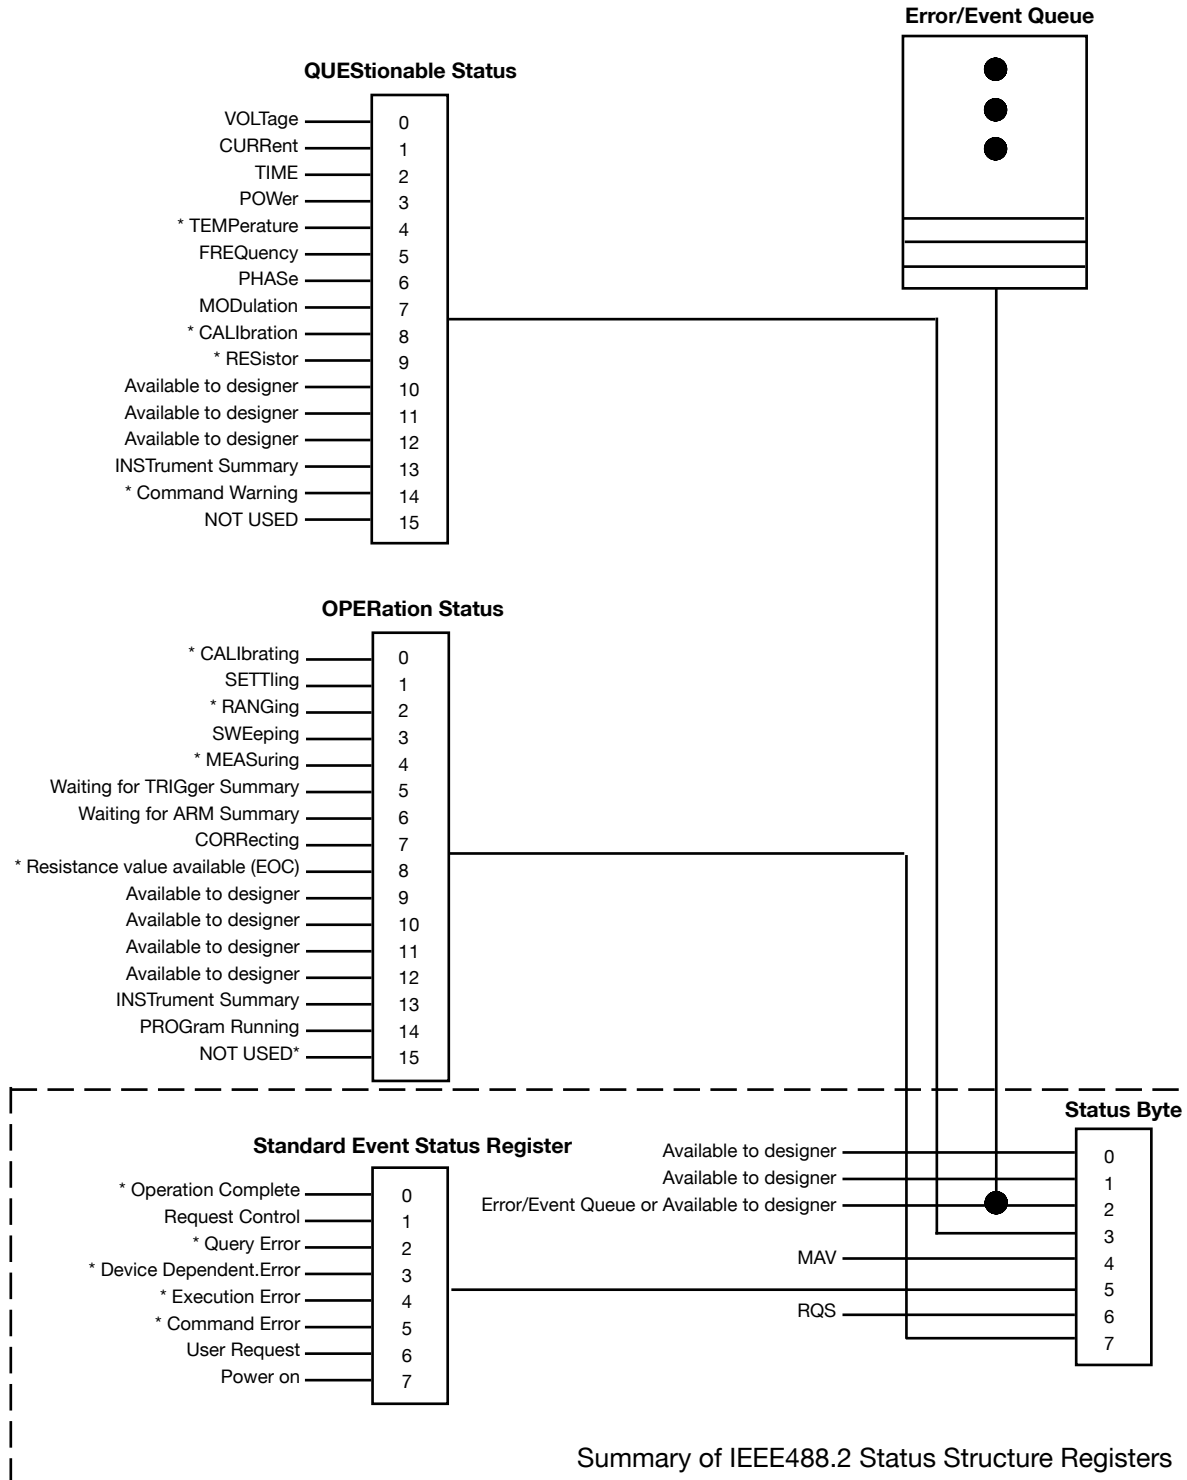 Error/Event Queue
QUEStionable Status
VOLTage 0
CURRent 1
TIME 2
POWer 3
* TEMPerature 4
FREQuency 5
PHASe 6
MODulation 7
* CALIbration 8
* RESistor 9
Available to designer 10
Available to designer 11
Available to designer 12
INSTrument Summary 13
* Command Warning 14
NOT USED 15
OPERation Status
* CALIbrating 0
SETTling 1
* RANGing 2
SWEeping 3
* MEASuring 4
Waiting for TRIGger Summary 5
Waiting for ARM Summary 6
CORRecting 7
* Resistance value available (EOC) 8
Available to designer 9
Available to designer 10
Available to designer 11
Available to designer 12
INSTrument Summary 13
PROGram Running 14
NOT USED* 15
Standard Event Status Register
* Operation Complete 0
Request Control 1
* Query Error 2
* Device Dependent.Error 3
* Execution Error 4
* Command Error 5
User Request 6
Power on 7
Status Byte
Available to designer 0
Available to designer 1
Error/Event Queue or Available to designer 2
3
MAV 4
5
RQS 6
7
Summary of IEEE488.2 Status Structure Registers